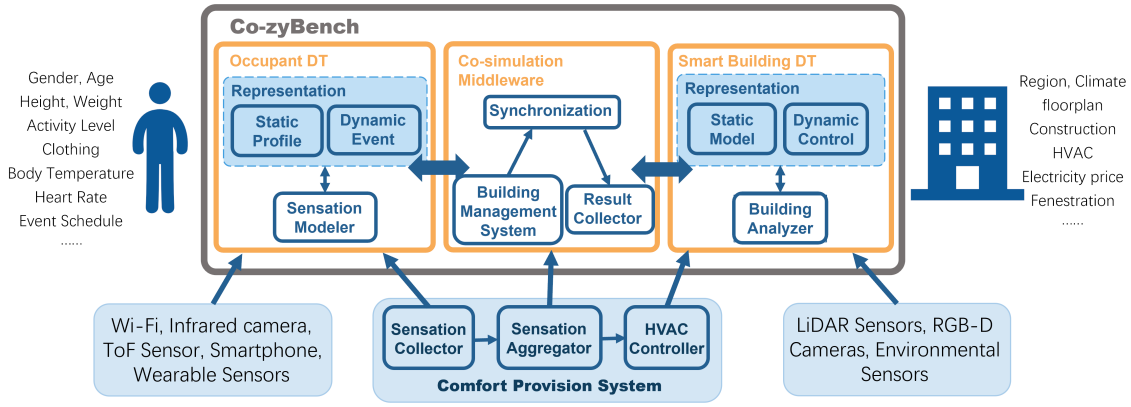 Co-zyBench
Gender, Age
Height, Weight
Activity Level
Clothing
Body Temperature
Heart Rate
Event Schedule
......
Occupant DT
Representation
Static
Profile
Dynamic
Event
Sensation
Modeler
Co-simulation
Middleware
Synchronization
Building
Management
System
Result
Collector
Smart Building DT
Representation
Static
Model
Dynamic
Control
Building
Analyzer
Region, Climate
floorplan
Construction
HVAC
Electricity price
Fenestration
......
Wi-Fi, Infrared camera,
ToF Sensor, Smartphone,
Wearable Sensors
Sensation
Collector
Sensation
Aggregator
HVAC
Controller
Comfort Provision System
LiDAR Sensors, RGB-D
Cameras, Environmental
Sensors